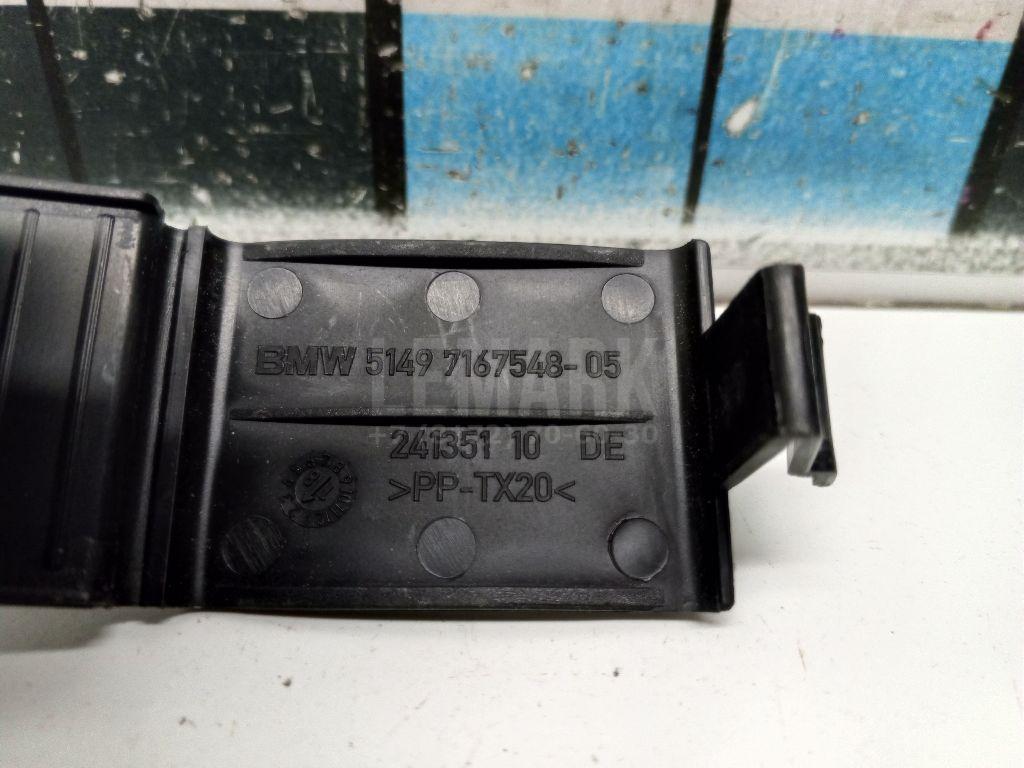 BMW 5149 7167548-05
LEMARK
241351 10 DE
>PP-TX20<